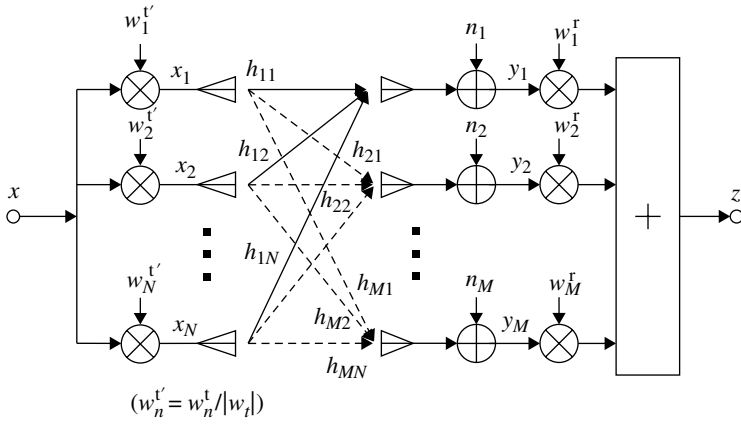 w₁ᵗ′
n₁
w₁ʳ
x₁
h₁₁
y₁
w₂ᵗ′
n₂
w₂ʳ
h₁₂
h₂₁
x
x₂
h₂₂
y₂
z
+
h₁N
wNᵗ′
hM₁
nM
wMʳ
xN
hM₂
yM
hMN
(wₙᵗ′ = wₙᵗ/|wₜ|)